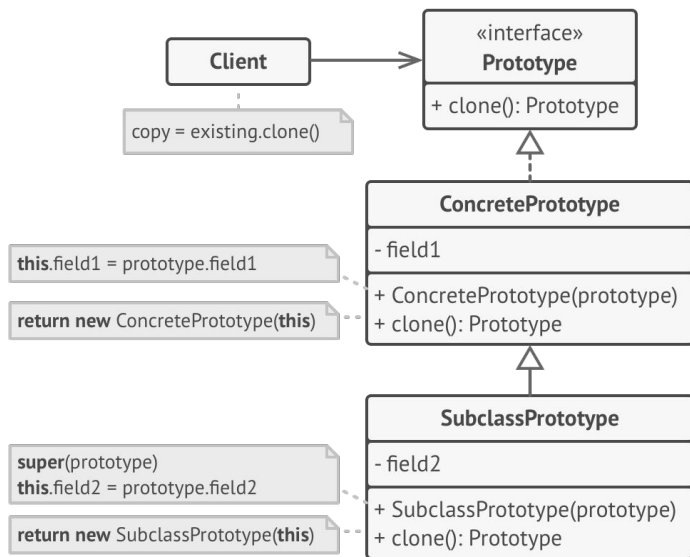 «interface»
Prototype
+ clone(): Prototype
Client
copy = existing.clone()
ConcretePrototype
- field1
+ ConcretePrototype(prototype)
+ clone(): Prototype
this.field1 = prototype.field1
return new ConcretePrototype(this)
SubclassPrototype
- field2
+ SubclassPrototype(prototype)
+ clone(): Prototype
super(prototype)
this.field2 = prototype.field2
return new SubclassPrototype(this)